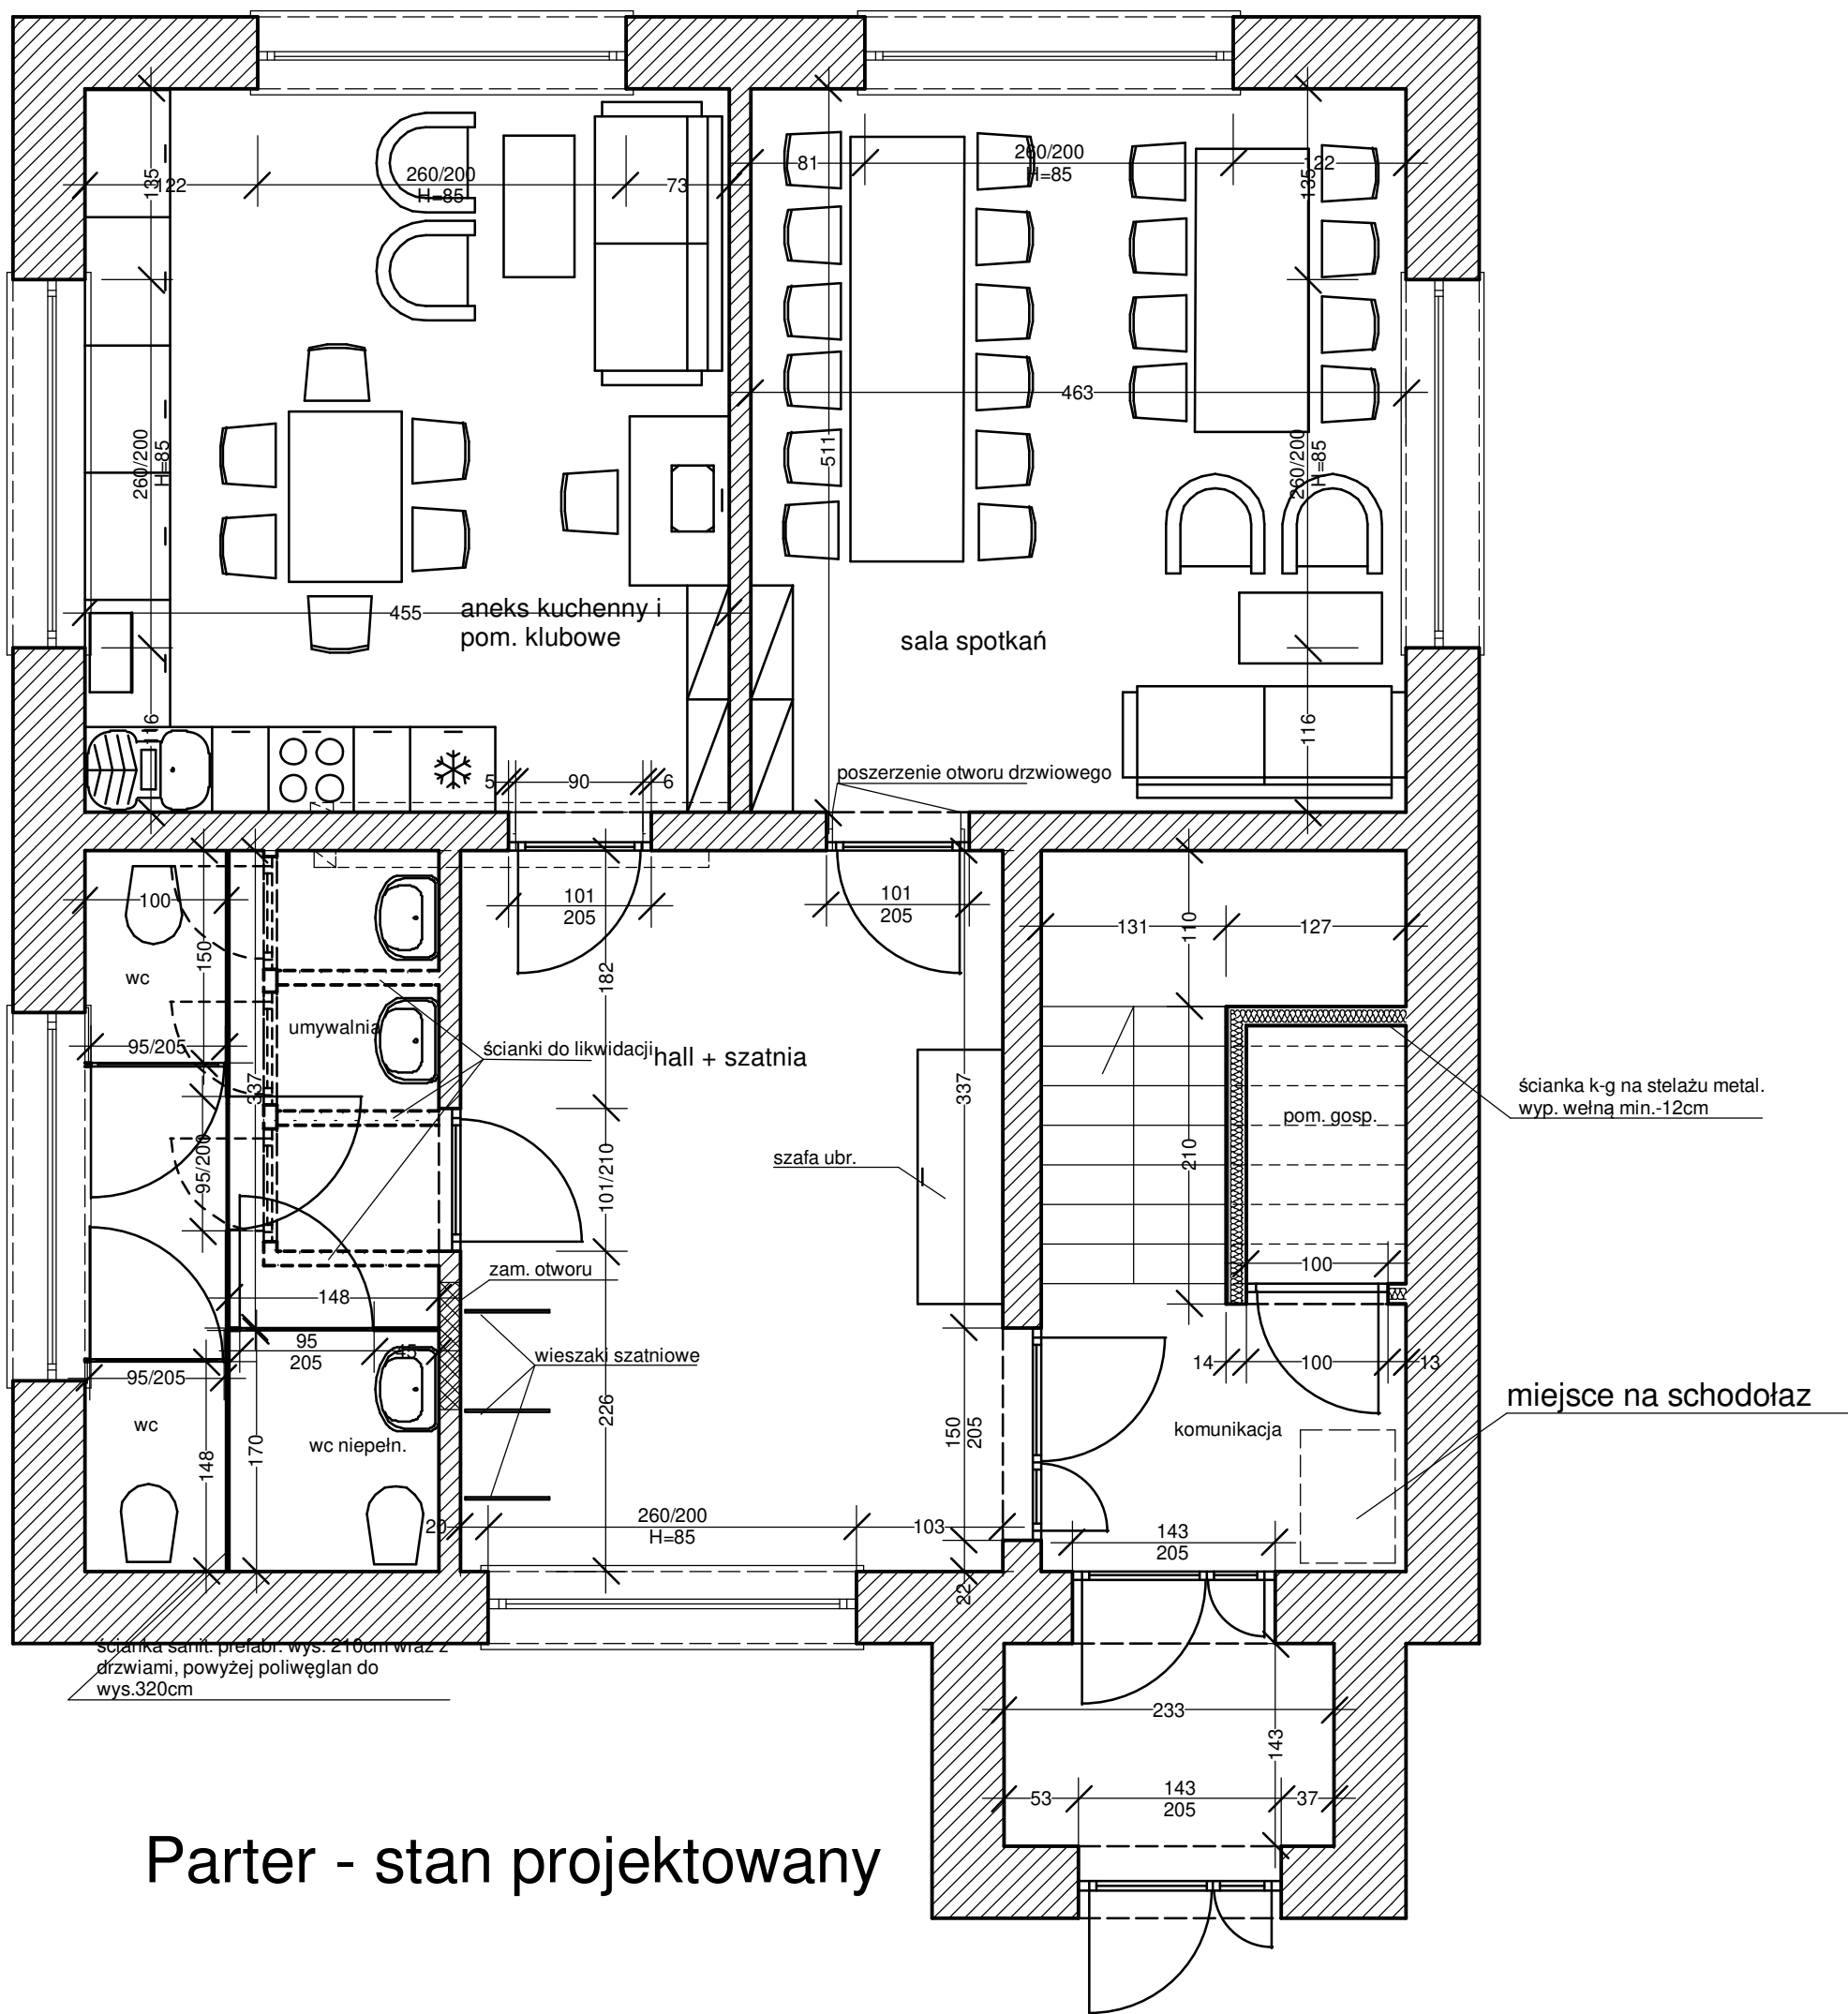 122
260/200
H=85
73
81
260/200
H=85
122
135
135
463
260/200
H=85
511
260/200
H=85
455
aneks kuchenny i
pom. klubowe
sala spotkań
116
116
5
90
6
poszerzenie otworu drzwiowego
100
101
205
101
205
131
110
127
150
wc
182
umywalnia
95/205
ścianki do likwidacji
hall + szatnia
337
337
ścianka k-g na stelażu metal.
wyp. wełną min.-12cm
pom. gosp.
95/200
101/210
szafa ubr.
210
zam. otworu
100
148
95
205
45
wieszaki szatniowe
14
100
13
95/205
miejsce na schodołaz
wc
148
170
wc niepełn.
226
150
205
komunikacja
20
260/200
H=85
103
143
205
22
ścianka sanit. prefabr. wys. 210cm wraz z
drzwiami, powyżej poliwęglan do
wys.320cm
233
143
53
143
205
37
Parter - stan projektowany